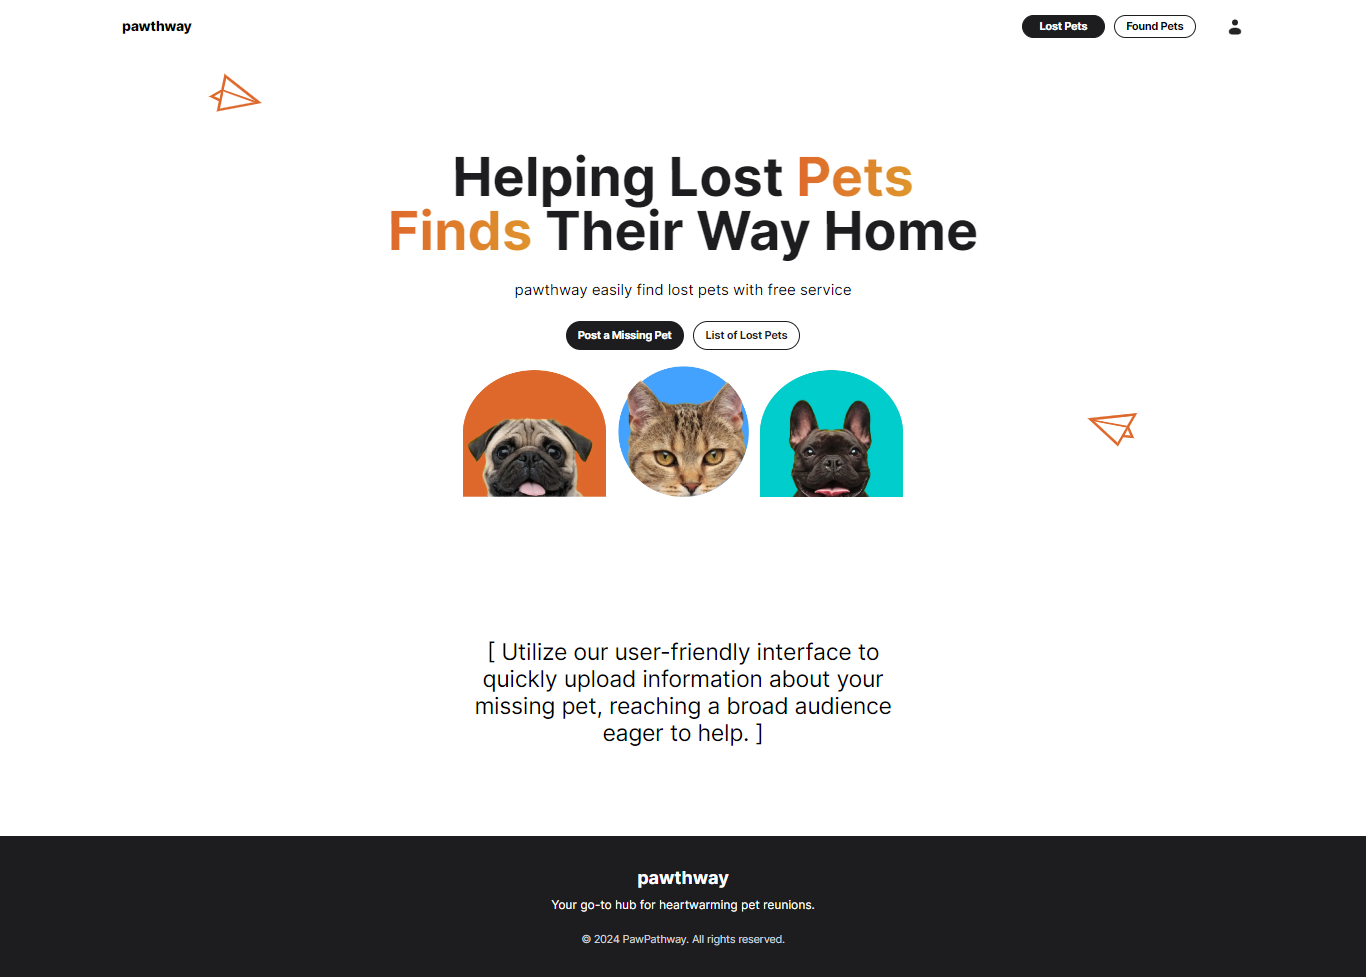 pawthway
Lost Pets
Found Pets
Helping Lost Pets
Finds Their Way Home
pawthway easily find lost pets with free service
Post a Missing Pet
List of Lost Pets
[ Utilize our user-friendly interface to
quickly upload information about your
missing pet, reaching a broad audience
eager to help. ]
pawthway
Your go-to hub for heartwarming pet reunions.
© 2024 PawPathway. All rights reserved.